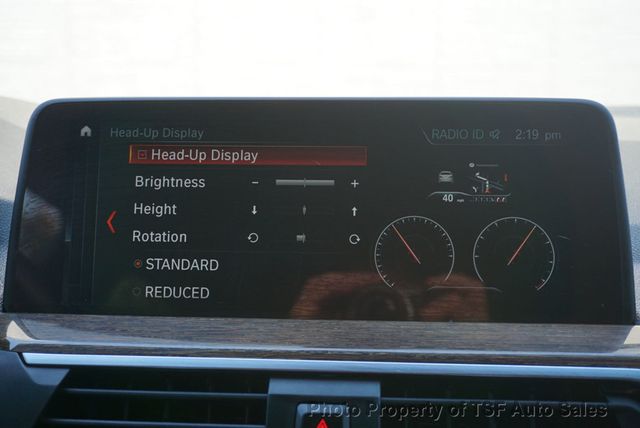 Head-Up Display
RADIO ID 2:19 pm
Head-Up Display
Brightness - +
Height
40
Rotation
STANDARD
REDUCED
Photo Property of TSF Auto Sales